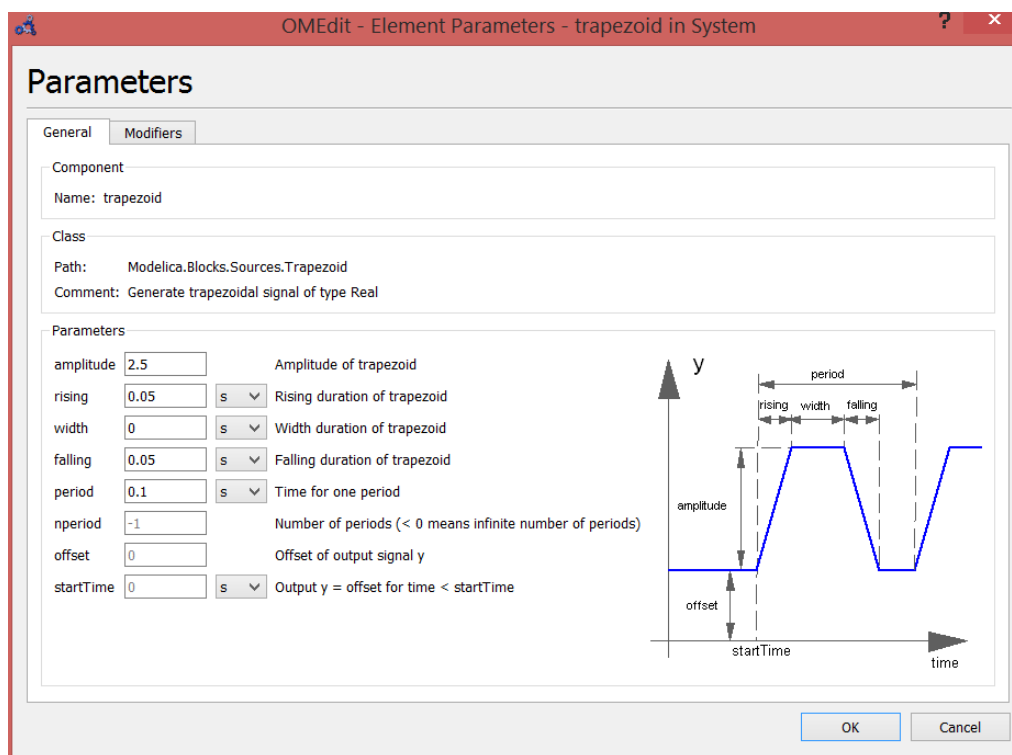 OMEdit - Element Parameters - trapezoid in System
? ×
Parameters
General Modifiers
Component
Name: trapezoid
Class
Path: Modelica.Blocks.Sources.Trapezoid
Comment: Generate trapezoidal signal of type Real
Parameters
amplitude 2.5 Amplitude of trapezoid
rising 0.05 s Rising duration of trapezoid
width 0 s Width duration of trapezoid
falling 0.05 s Falling duration of trapezoid
period 0.1 s Time for one period
nperiod -1 Number of periods (< 0 means infinite number of periods)
offset 0 Offset of output signal y
startTime 0 s Output y = offset for time < startTime
y
period
rising width falling
amplitude
offset
startTime
time
OK Cancel